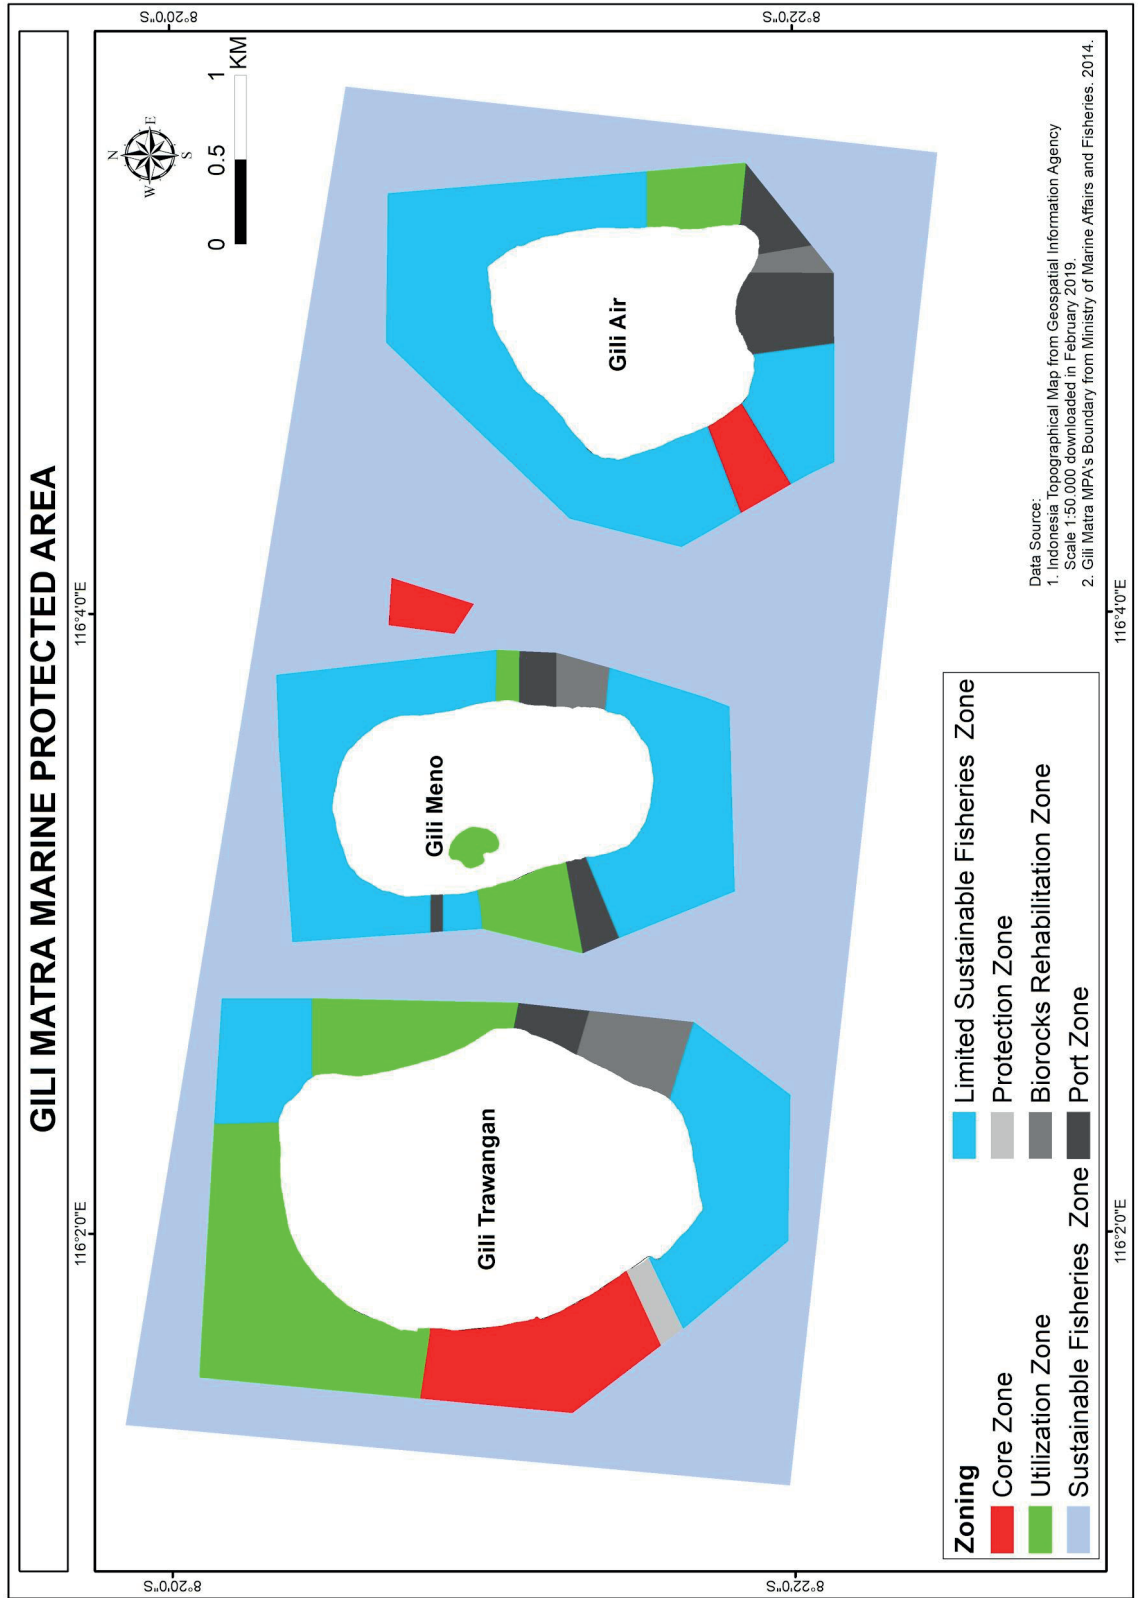 GILI MATRA MARINE PROTECTED AREA
116°2'0"E
116°4'0"E
8°20'0"S
8°20'0"S
8°22'0"S
8°22'0"S
116°2'0"E
116°4'0"E
N
W
E
S
0
0.5
1
KM
Gili Trawangan
Gili Meno
Gili Air
Zoning
Core Zone
Utilization Zone
Sustainable Fisheries Zone
Limited Sustainable Fisheries Zone
Protection Zone
Biorocks Rehabilitation Zone
Port Zone
Data Source:
1. Indonesia Topographical Map from Geospatial Information Agency
Scale 1:50.000 downloaded in February 2019.
2. Gili Matra MPA's Boundary from Ministry of Marine Affairs and Fisheries. 2014.